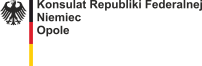 Konsulat Republiki Federalnej
Niemiec
Opole